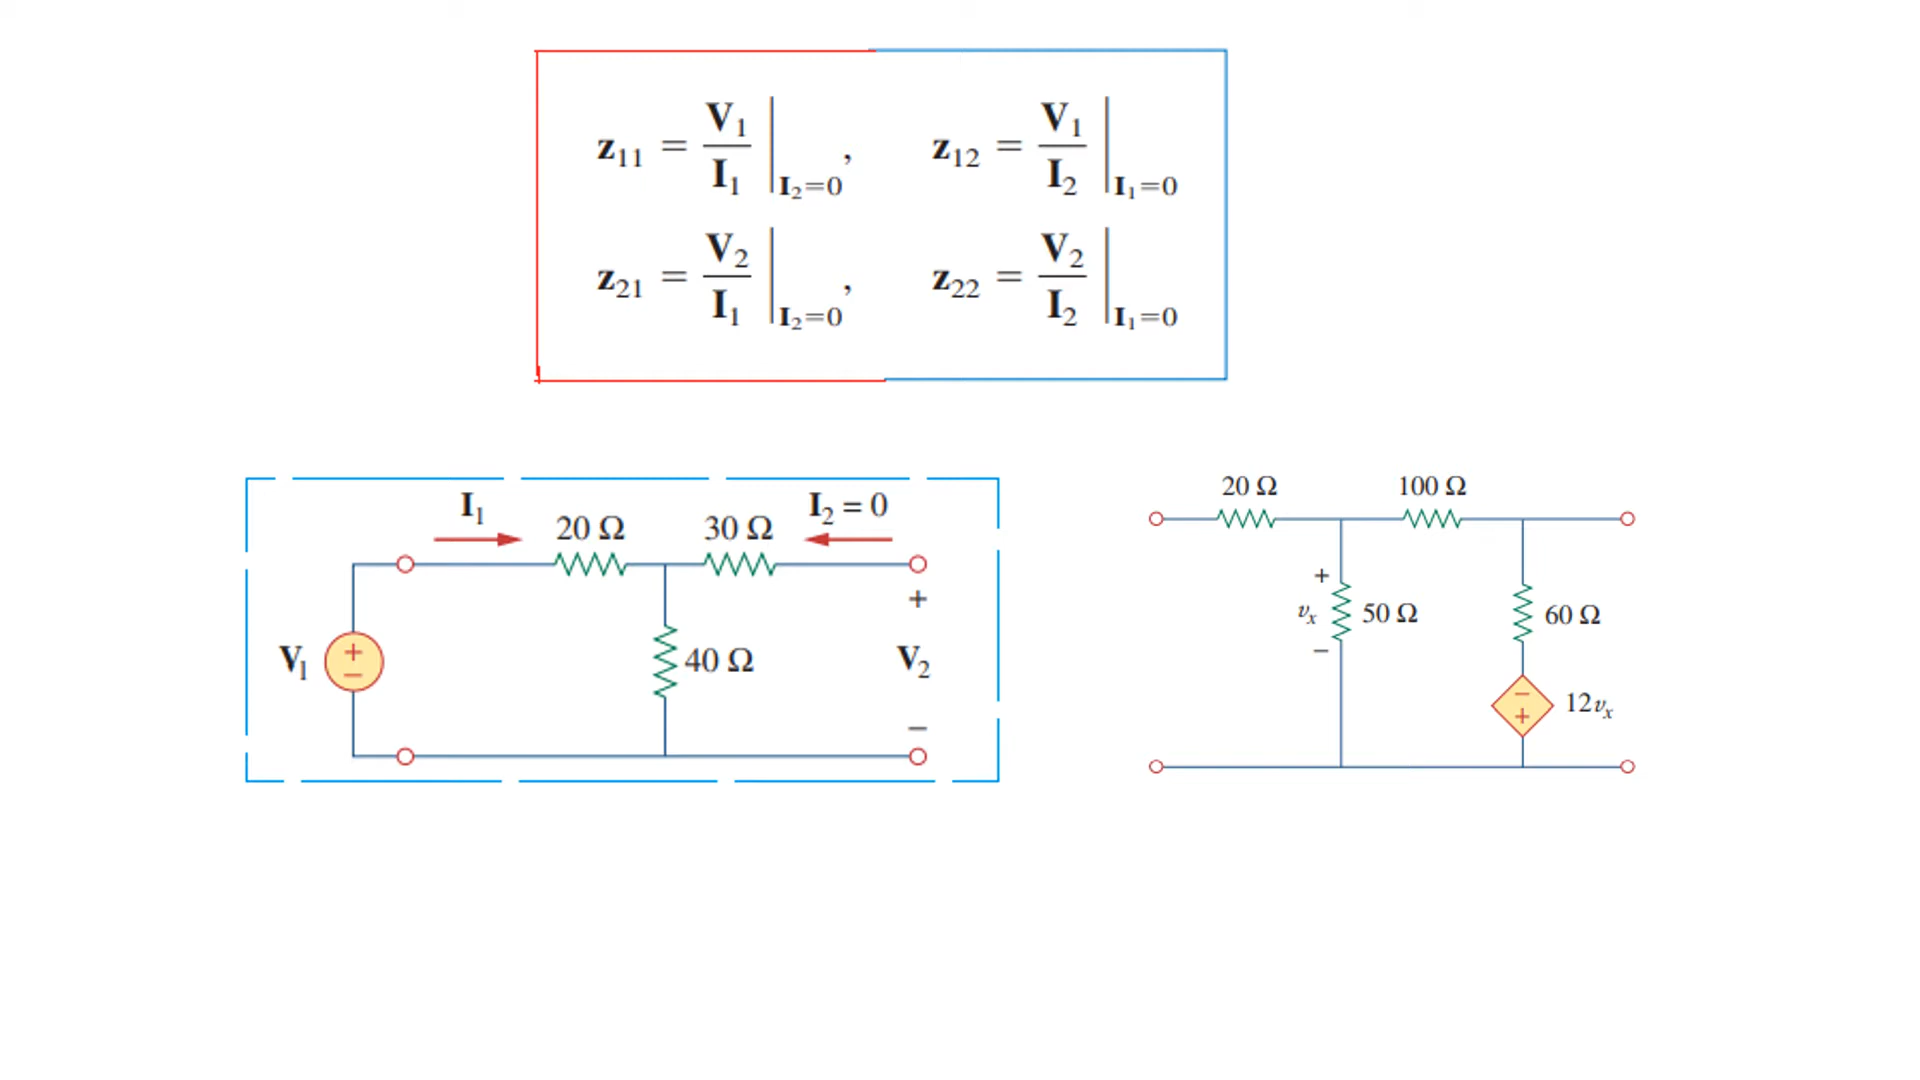 z₁₁ = V₁/I₁ |I₂=0, z₁₂ = V₁/I₂ |I₁=0
z₂₁ = V₂/I₁ |I₂=0, z₂₂ = V₂/I₂ |I₁=0
I₁
20 Ω
30 Ω
I₂ = 0
+
V₁
+
−
40 Ω
V₂
−
20 Ω
100 Ω
+
vₓ
50 Ω
−
60 Ω
−
+
12vₓ